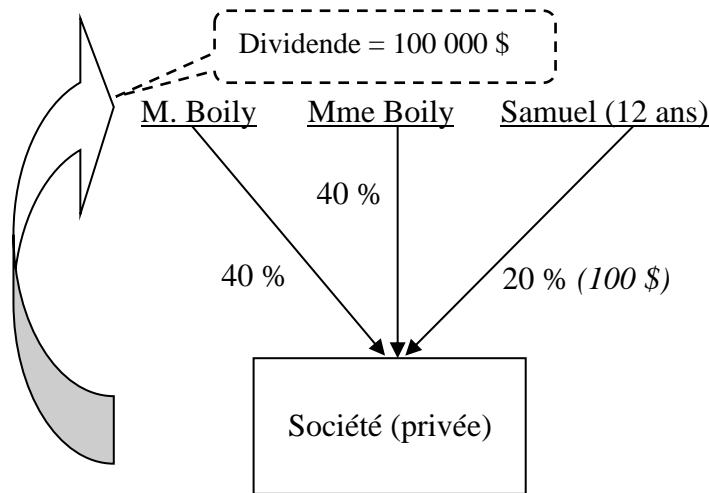 Dividende = 100 000 $
M. Boily Mme Boily Samuel (12 ans)
40 %
40 % 20 % (100 $)
Société (privée)